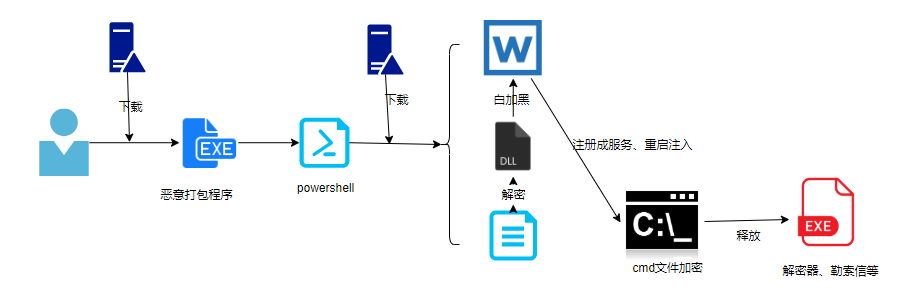 W
下载
下载
白加黑
EXE
DLL
注册成服务、重启注入
恶意打包程序
powershell
解密
C:\_
EXE
释放
cmd文件加密
解密器、勒索信等